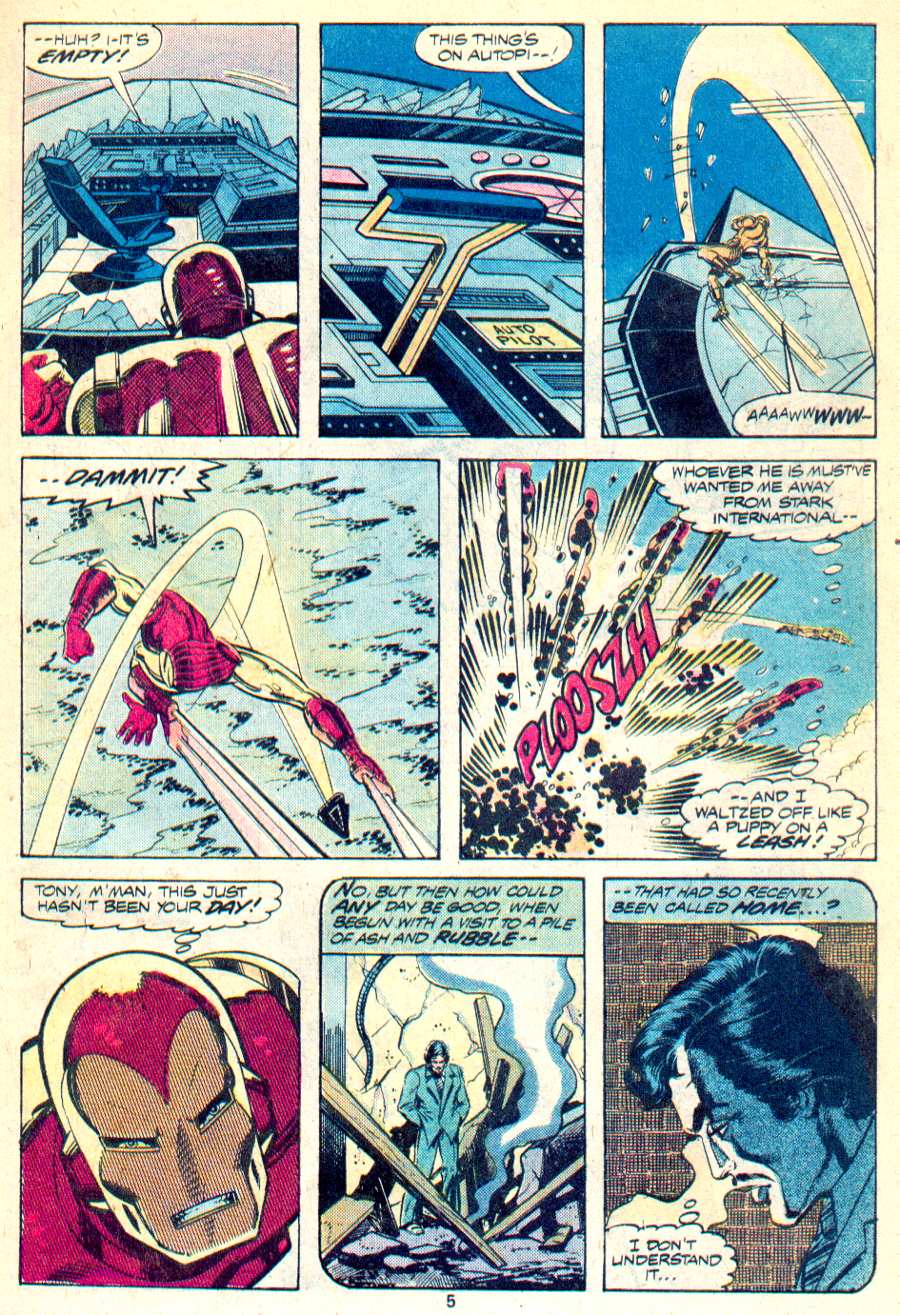 --HUH? I-IT'S
EMPTY!
THIS THING'S
ON AUTOPI--!
AUTO
PILOT
AAAAWWWWW-
--DAMMIT!
WHOEVER HE IS MUST'VE
WANTED ME AWAY
FROM STARK
INTERNATIONAL--
PLOOSZH
--AND I
WALTZED OFF LIKE
A PUPPY ON A
LEASH!
TONY, M'MAN, THIS JUST
HASN'T BEEN YOUR DAY!
NO, BUT THEN HOW COULD
ANY DAY BE GOOD, WHEN
BEGUN WITH A VISIT TO A PILE
OF ASH AND RUBBLE--
--THAT HAD SO RECENTLY
BEEN CALLED HOME....?
I DON'T
UNDERSTAND
IT...
5